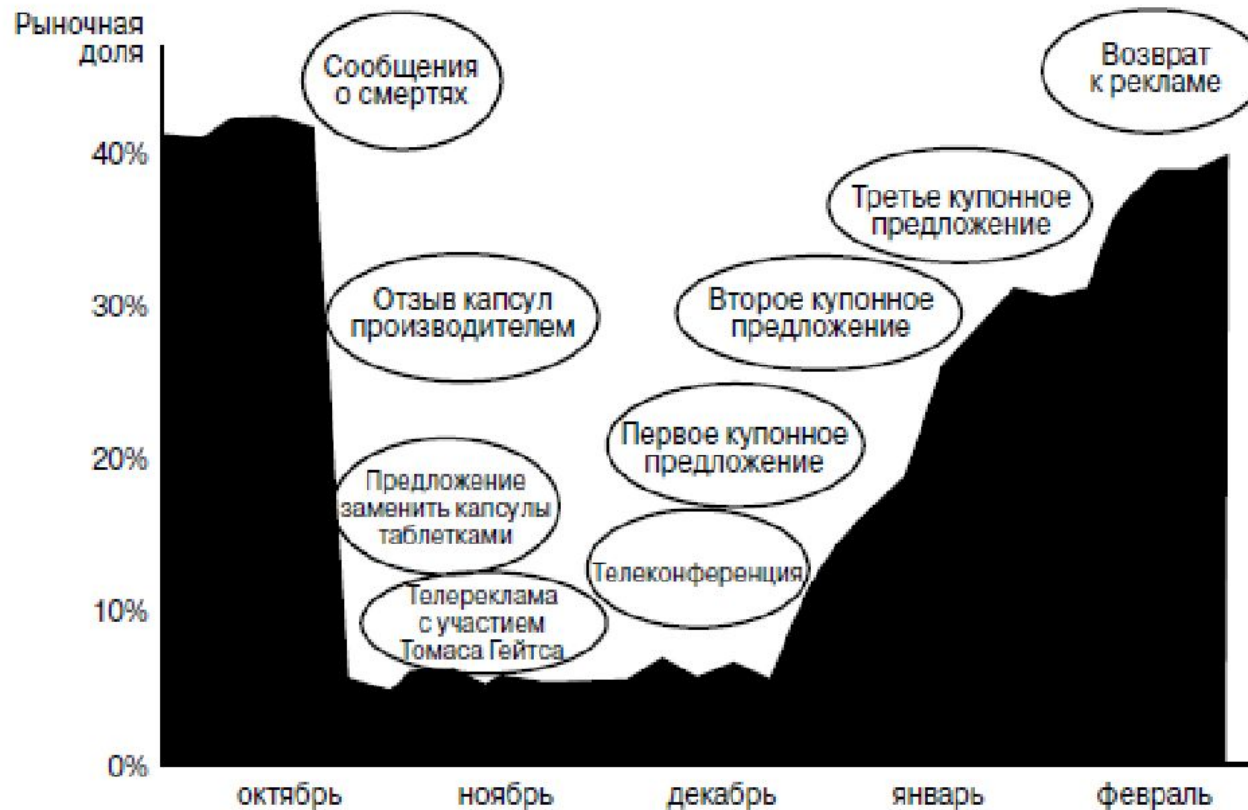 Рыночная
доля
Сообщения
о смертях
Возврат
к рекламе
40%
Третье купонное
предложение
30%
Отзыв капсул
производителем
Второе купонное
предложение
20%
Первое купонное
предложение
Предложение
заменить капсулы
таблетками
Телеконференция
10%
Телереклама
с участием
Томаса Гейтса
0%
октябрь ноябрь декабрь январь февраль